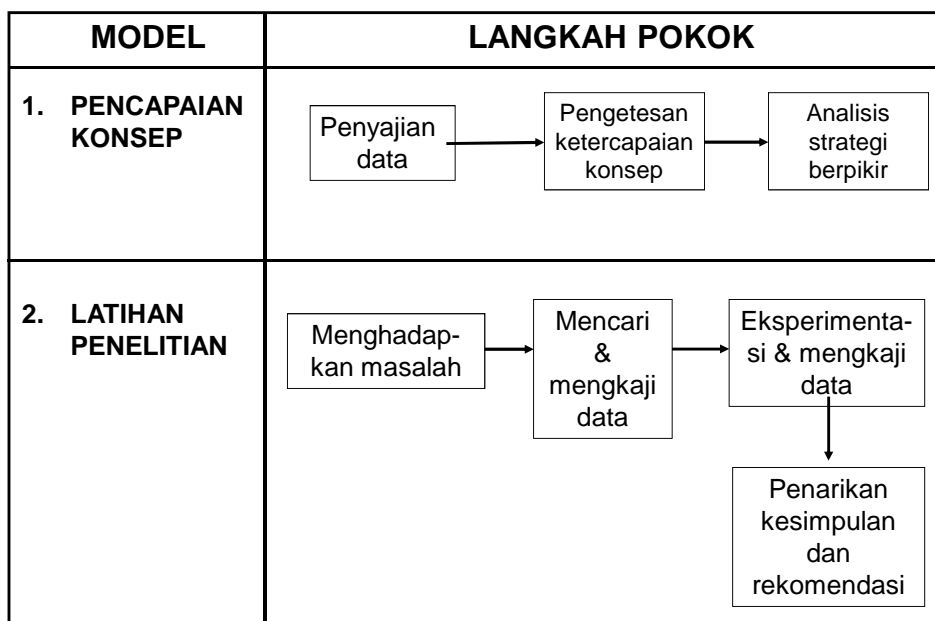 MODEL
LANGKAH POKOK
1. PENCAPAIAN
KONSEP
Penyajian
data
Pengetesan
ketercapaian
konsep
Analisis
strategi
berpikir
2. LATIHAN
PENELITIAN
Menghadap-
kan masalah
Mencari
&
mengkaji
data
Eksperimenta-
si & mengkaji
data
Penarikan
kesimpulan
dan
rekomendasi